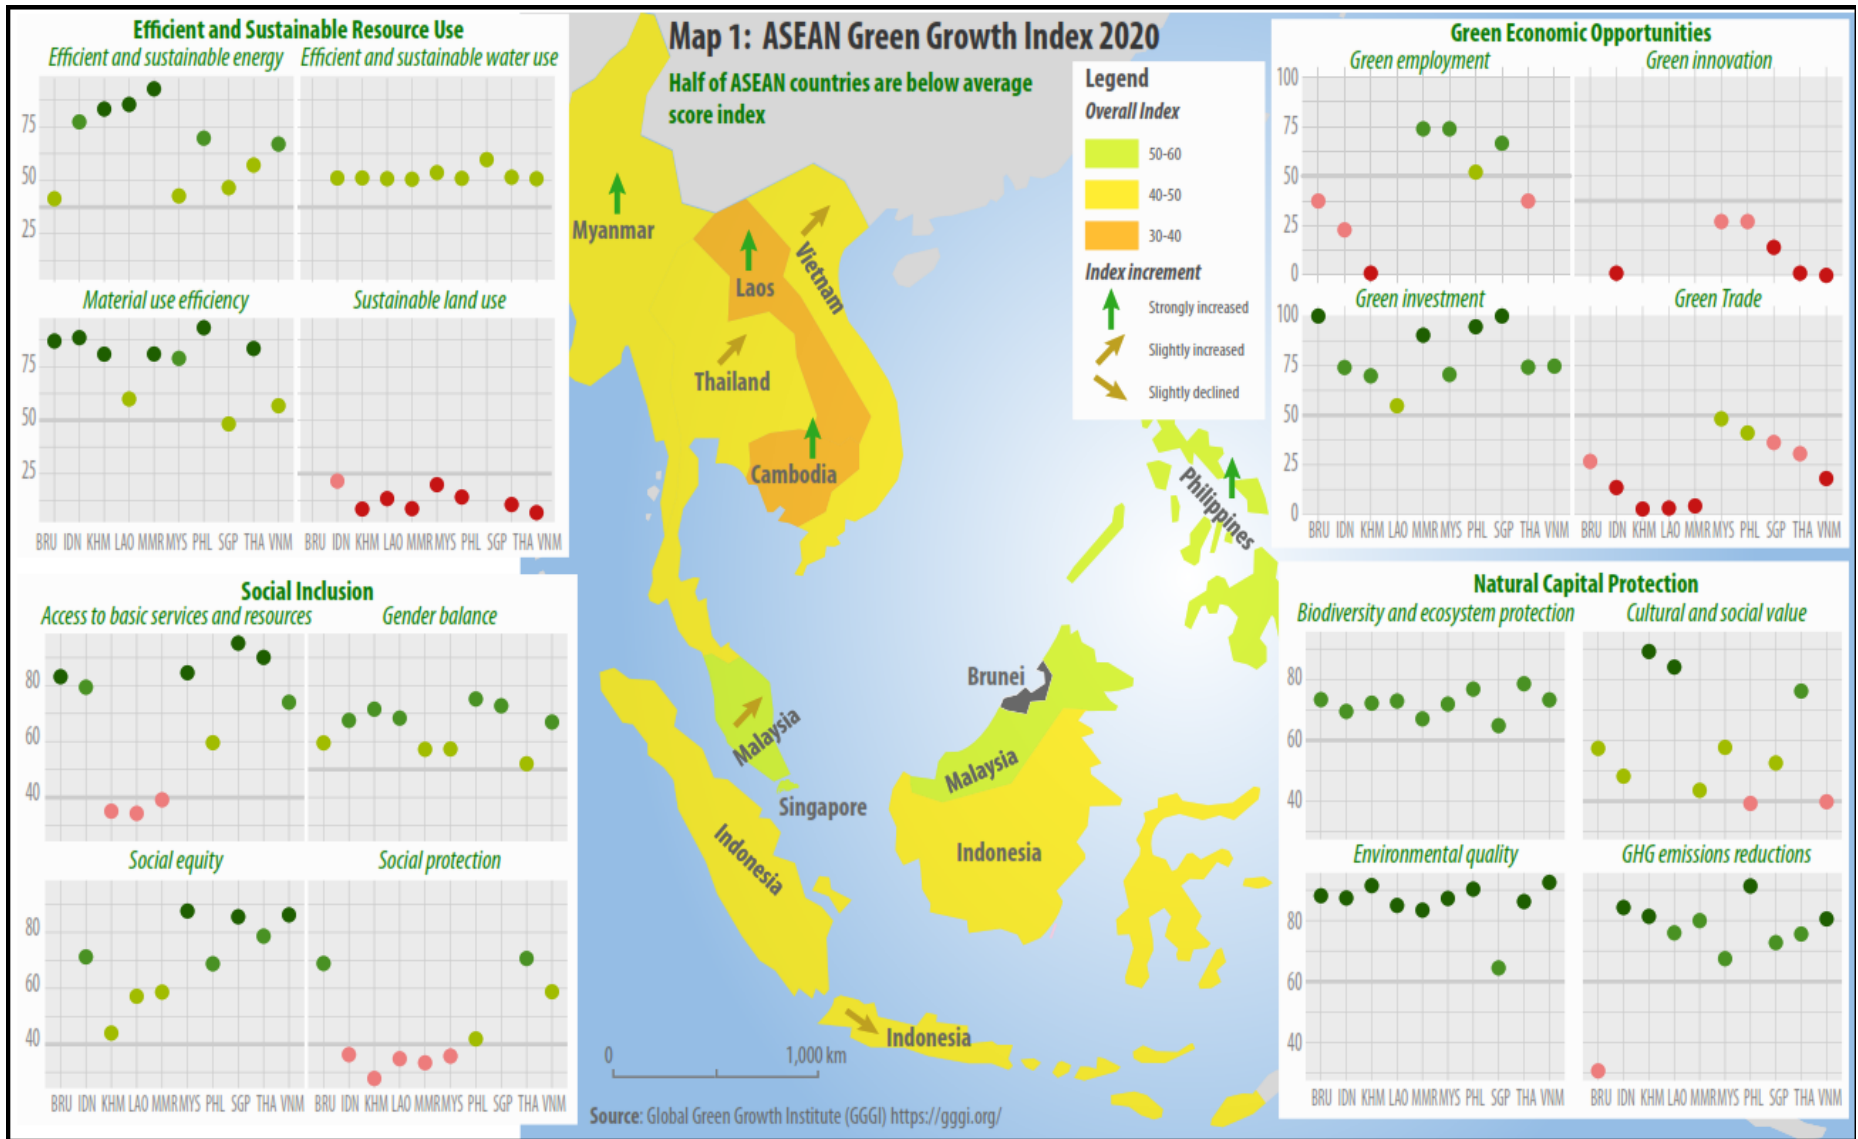 Map 1: ASEAN Green Growth Index 2020
Half of ASEAN countries are below average
score index
Efficient and Sustainable Resource Use
Efficient and sustainable energy
Efficient and sustainable water use
75
50
25
Material use efficiency
Sustainable land use
75
50
25
BRU IDN KHM LAO MMR MYS PHL SGP THA VNM
BRU IDN KHM LAO MMR MYS PHL SGP THA VNM
Social Inclusion
Access to basic services and resources
Gender balance
80
60
40
Social equity
Social protection
80
60
40
BRU IDN KHM LAO MMR MYS PHL SGP THA VNM
BRU IDN KHM LAO MMR MYS PHL SGP THA VNM
Legend
Overall Index
50-60
40-50
30-40
Index increment
Strongly increased
Slightly increased
Slightly declined
Myanmar
Vietnam
Laos
Thailand
Cambodia
Philippines
Brunei
Malaysia
Malaysia
Singapore
Indonesia
Indonesia
Indonesia
0
1,000 km
Source: Global Green Growth Institute (GGGI) https://gggi.org/
Green Economic Opportunities
Green employment
Green innovation
100
75
50
25
0
Green investment
Green Trade
100
75
50
25
0
BRU IDN KHM LAO MMR MYS PHL SGP THA VNM
BRU IDN KHM LAO MMR MYS PHL SGP THA VNM
Natural Capital Protection
Biodiversity and ecosystem protection
Cultural and social value
80
60
40
Environmental quality
GHG emissions reductions
80
60
40
BRU IDN KHM LAO MMR MYS PHL SGP THA VNM
BRU IDN KHM LAO MMR MYS PHL SGP THA VNM